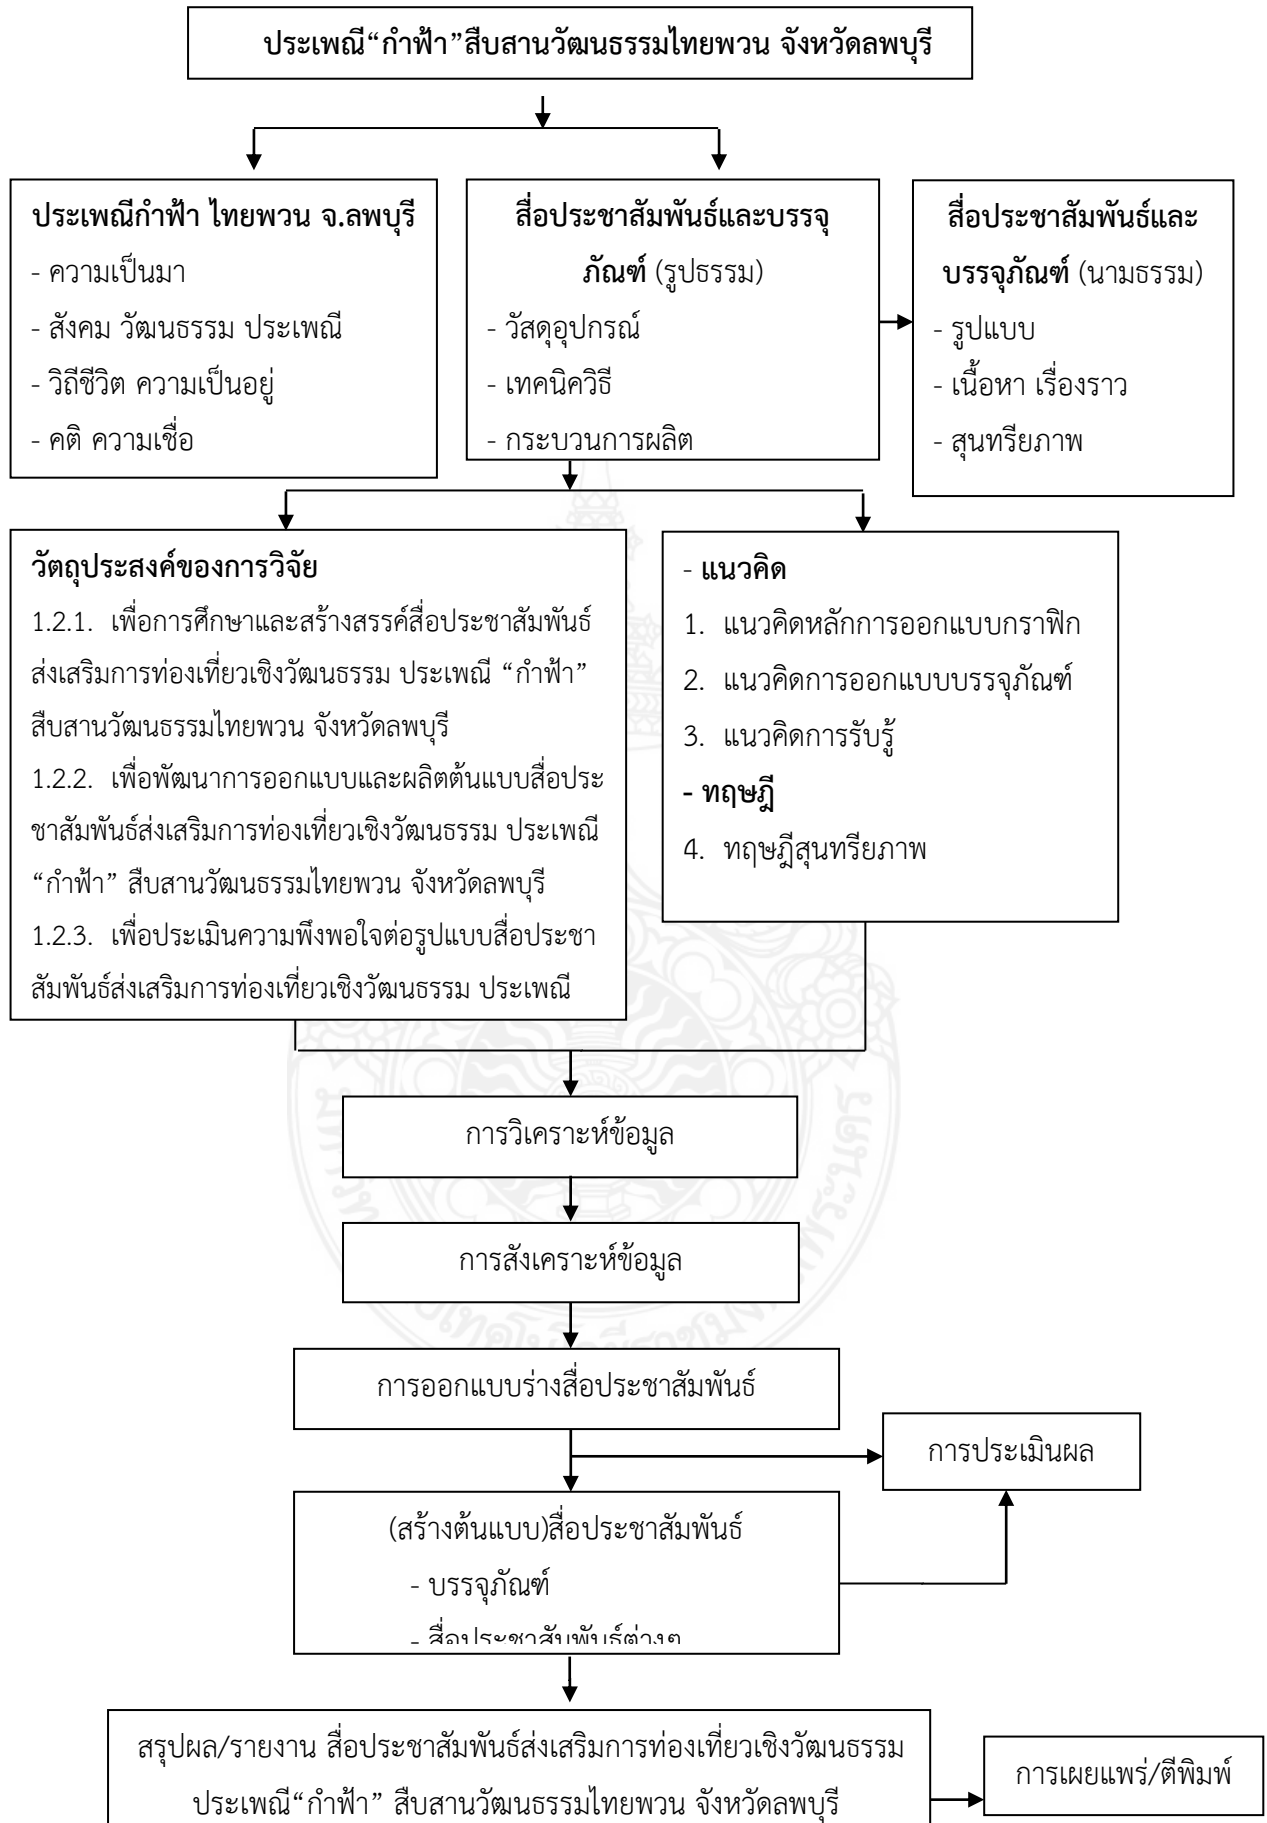 ประเพณี“กำฟ้า”สืบสานวัฒนธรรมไทยพวน จังหวัดลพบุรี
ประเพณีกำฟ้า ไทยพวน จ.ลพบุรี
- ความเป็นมา
- สังคม วัฒนธรรม ประเพณี
- วิถีชีวิต ความเป็นอยู่
- คติ ความเชื่อ
สื่อประชาสัมพันธ์และบรรจุ
ภัณฑ์ (รูปธรรม)
- วัสดุอุปกรณ์
- เทคนิควิธี
- กระบวนการผลิต
สื่อประชาสัมพันธ์และ
บรรจุภัณฑ์ (นามธรรม)
- รูปแบบ
- เนื้อหา เรื่องราว
- สุนทรียภาพ
วัตถุประสงค์ของการวิจัย
1.2.1. เพื่อการศึกษาและสร้างสรรค์สื่อประชาสัมพันธ์
ส่งเสริมการท่องเที่ยวเชิงวัฒนธรรม ประเพณี “กำฟ้า”
สืบสานวัฒนธรรมไทยพวน จังหวัดลพบุรี
1.2.2. เพื่อพัฒนาการออกแบบและผลิตต้นแบบสื่อประ
ชาสัมพันธ์ส่งเสริมการท่องเที่ยวเชิงวัฒนธรรม ประเพณี
“กำฟ้า” สืบสานวัฒนธรรมไทยพวน จังหวัดลพบุรี
1.2.3. เพื่อประเมินความพึงพอใจต่อรูปแบบสื่อประชา
สัมพันธ์ส่งเสริมการท่องเที่ยวเชิงวัฒนธรรม ประเพณี
- แนวคิด
1. แนวคิดหลักการออกแบบกราฟิก
2. แนวคิดการออกแบบบรรจุภัณฑ์
3. แนวคิดการรับรู้
- ทฤษฎี
4. ทฤษฎีสุนทรียภาพ
การวิเคราะห์ข้อมูล
การสังเคราะห์ข้อมูล
การออกแบบร่างสื่อประชาสัมพันธ์
การประเมินผล
(สร้างต้นแบบ)สื่อประชาสัมพันธ์
- บรรจุภัณฑ์
- สื่อประชาสัมพันธ์ต่างๆ
สรุปผล/รายงาน สื่อประชาสัมพันธ์ส่งเสริมการท่องเที่ยวเชิงวัฒนธรรม
ประเพณี“กำฟ้า” สืบสานวัฒนธรรมไทยพวน จังหวัดลพบุรี
การเผยแพร่/ตีพิมพ์